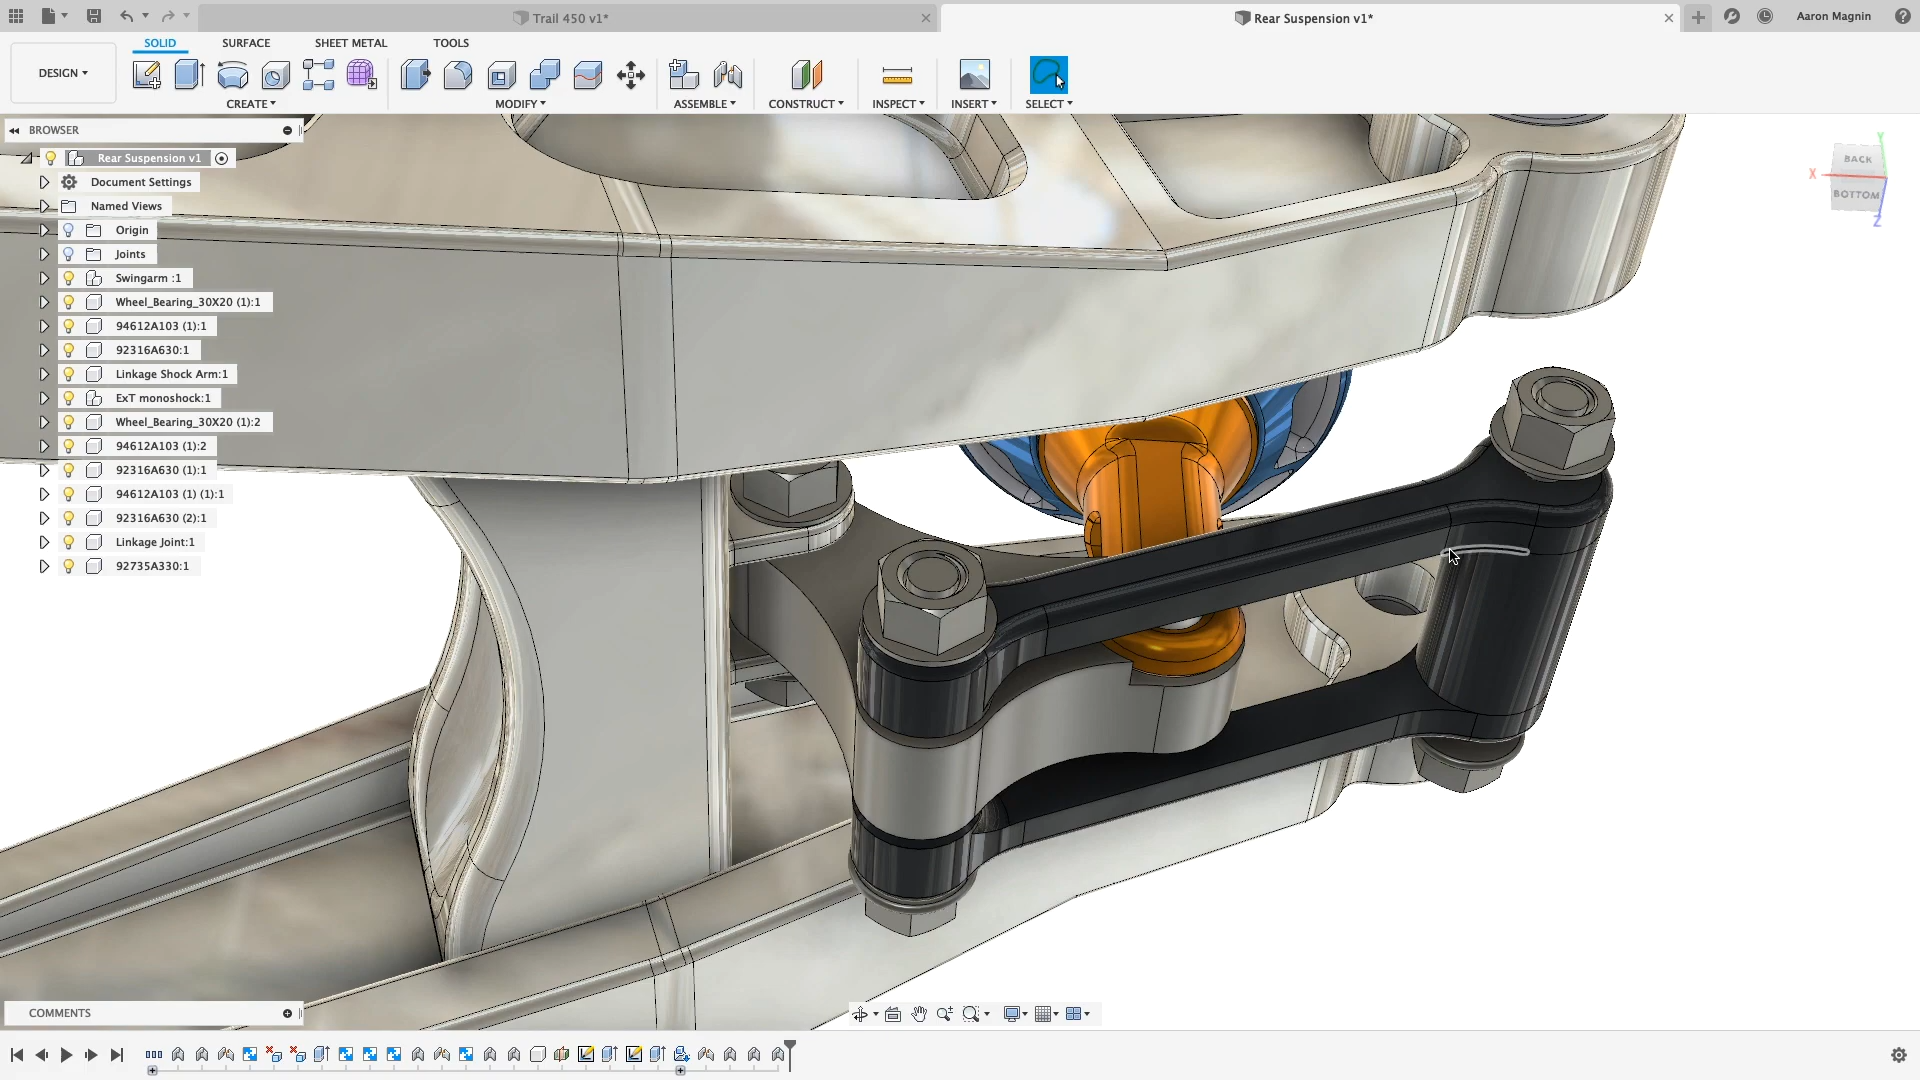 Trail 450 v1*
Rear Suspension v1*
Aaron Magnin
DESIGN
SOLID
SURFACE
SHEET METAL
TOOLS
CREATE
MODIFY
ASSEMBLE
CONSTRUCT
INSPECT
INSERT
SELECT
BROWSER
Rear Suspension v1
Document Settings
Named Views
Origin
Joints
Swingarm :1
Wheel_Bearing_30X20 (1):1
94612A103 (1):1
92316A630:1
Linkage Shock Arm:1
ExT monoshock:1
Wheel_Bearing_30X20 (1):2
94612A103 (1):2
92316A630 (1):1
94612A103 (1) (1):1
92316A630 (2):1
Linkage Joint:1
92735A330:1
Y
BACK
X
BOTTOM
Z
COMMENTS